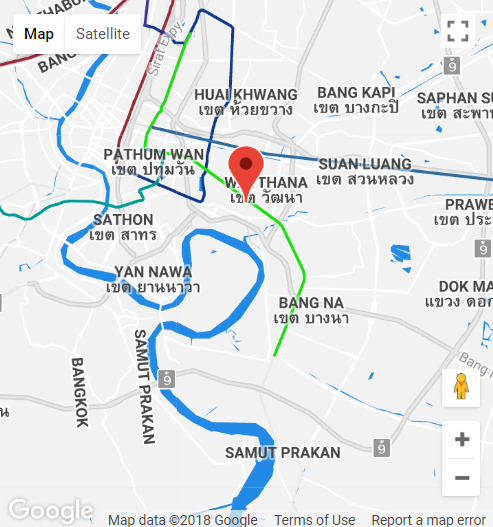 NONTHABURI
Map
Satellite
BANG
Sirat Expy
9
HUAI KHWANG
เขต ห้วยขวาง
BANG KAPI
เขต บางกะปิ
SAPHAN SU
เขต สะพา
PATHUM WAN
เขต ปทุมวัน
WATTHANA
เขต วัฒนา
SUAN LUANG
เขต สวนหลวง
PRAWE
เขต ประ
SATHON
เขต สาทร
YAN NAWA
เขต ยานนาวา
BANG NA
เขต บางนา
DOK MA
แขวง ดอก
SAMUT PRAKAN
BANGKOK
9
Bang
น
SAMUT PRAKAN
9
+
−
Google
Map data ©2018 Google
Terms of Use
Report a map error